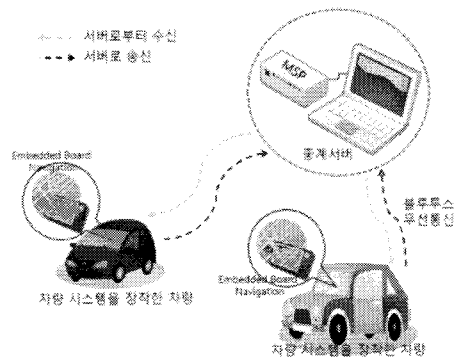 서버로부터 수신
서버로 송신
MSP
중계서버
Embedded Board
Navigation
블루투스
무선통신
차량 시스템을 장착한 차량
Embedded Board
Navigation
차량 시스템을 장착한 차량